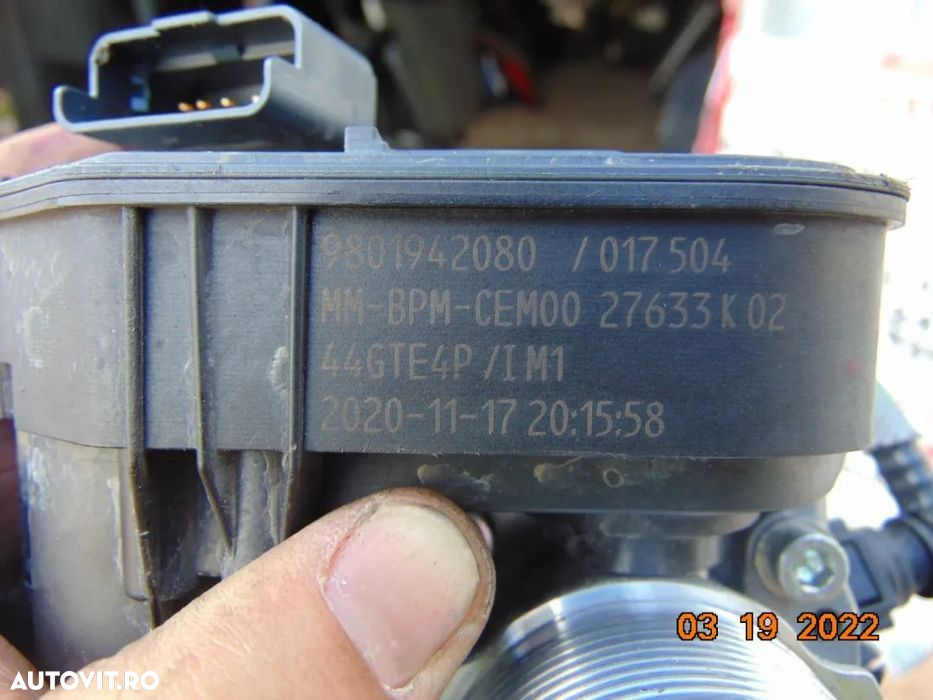 9801942080 /017 504
MM-BPM-CEM00 27633 K 02
44GTE4P /I M1
2020-11-17 20:15:58
03 19 2022
AUTOVIT.RO